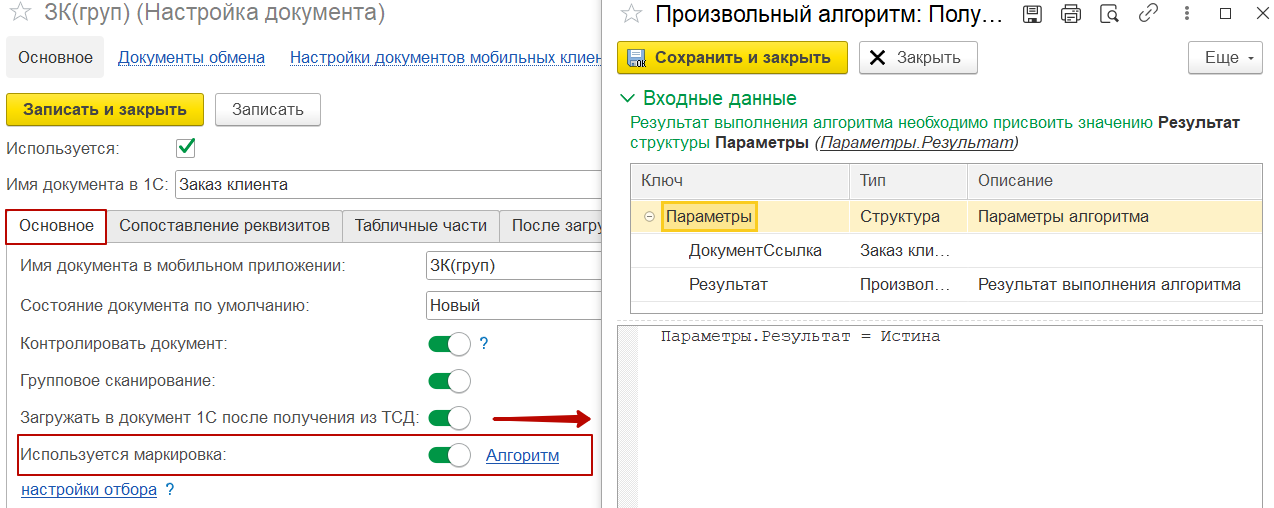 ЗК(груп) (Настройка документа)
Основное Документы обмена Настройки документов мобильных клиен
Записать и закрыть Записать
Используется:
Имя документа в 1С: Заказ клиента
Основное Сопоставление реквизитов Табличные части После загру
Имя документа в мобильном приложении: ЗК(груп)
Состояние документа по умолчанию: Новый
Контролировать документ: ?
Групповое сканирование:
Загружать в документ 1С после получения из ТСД:
Используется маркировка: Алгоритм
настройки отбора ?
Произвольный алгоритм: Полу...
Сохранить и закрыть Закрыть Еще
Входные данные
Результат выполнения алгоритма необходимо присвоить значению Результат
структуры Параметры (Параметры.Результат)
Ключ Тип Описание
Параметры Структура Параметры алгоритма
ДокументСсылка Заказ кли...
Результат Произвол... Результат выполнения алгоритма
Параметры.Результат = Истина